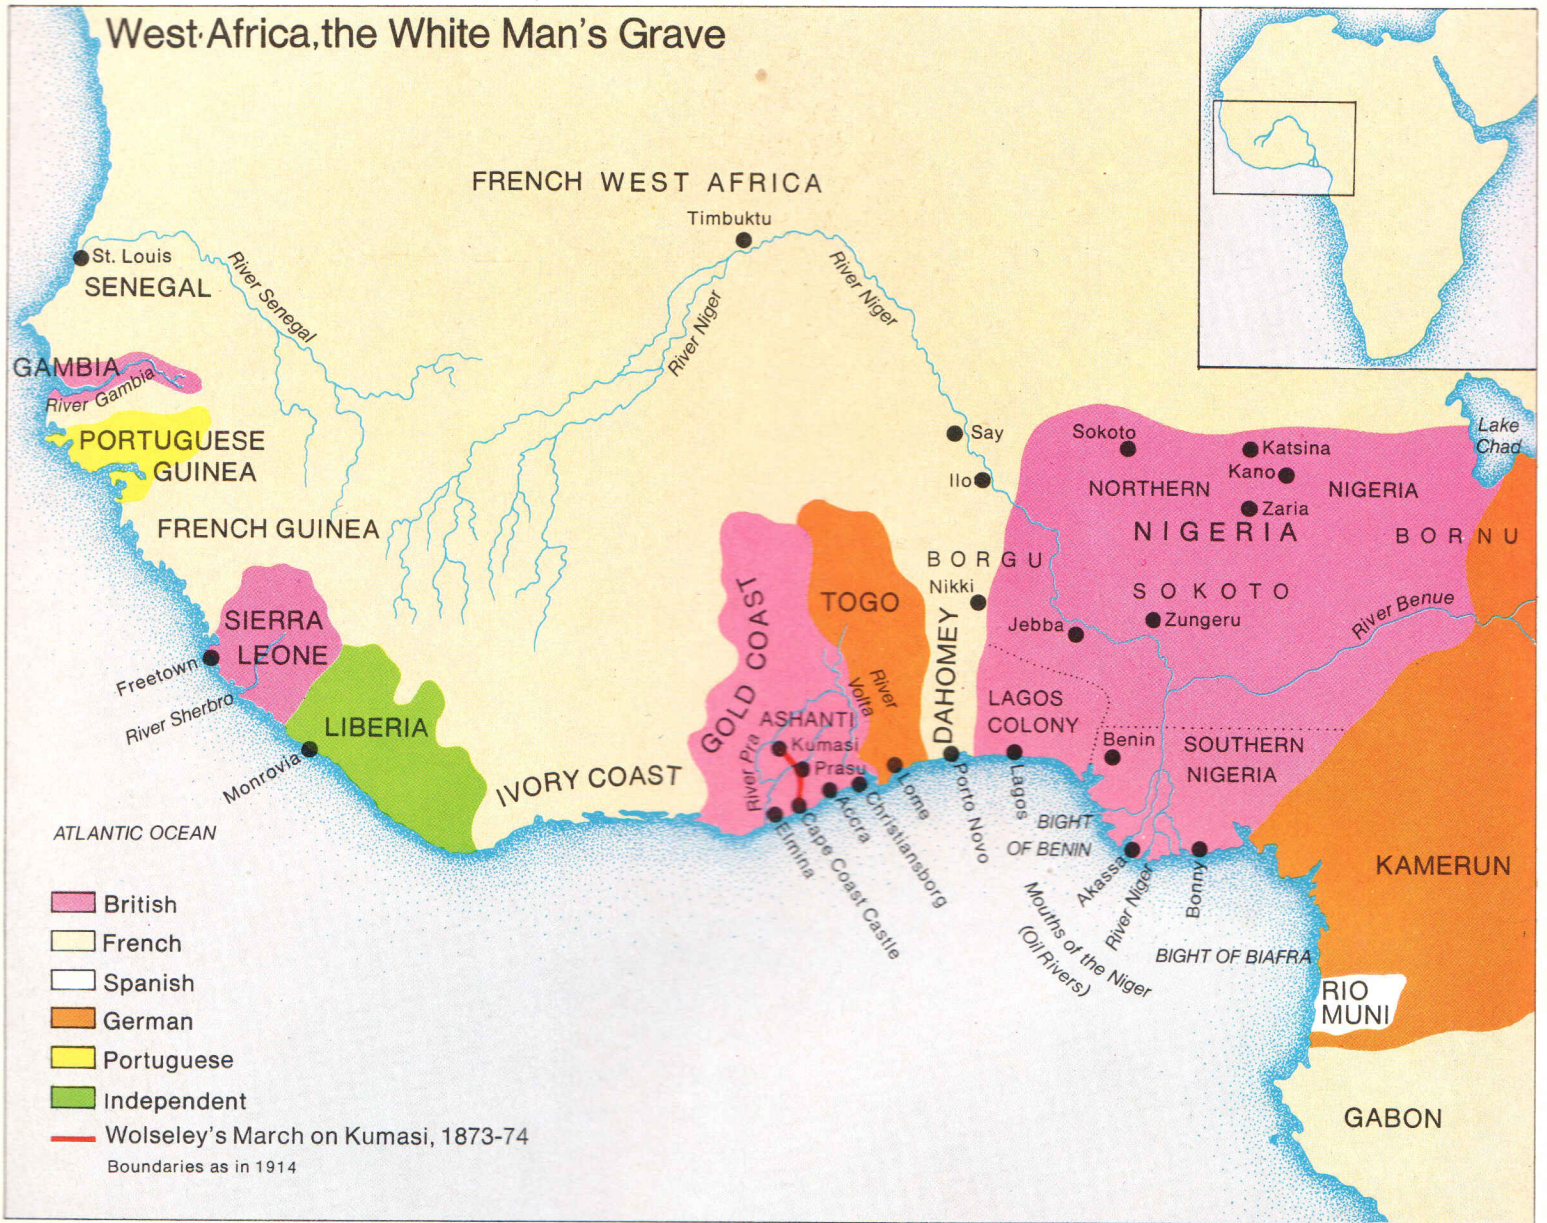 West Africa, the White Man's Grave
FRENCH WEST AFRICA
Timbuktu
St. Louis
SENEGAL
River Senegal
River Niger
River Niger
GAMBIA
River Gambia
PORTUGUESE
GUINEA
FRENCH GUINEA
Say
Ilo
Sokoto
Katsina
Kano
Zaria
NORTHERN
NIGERIA
NIGERIA
BORNU
Lake
Chad
BORGU
Nikki
SOKOTO
Jebba
Zungeru
River Benue
SIERRA
LEONE
Freetown
River Sherbro
LIBERIA
Monrovia
IVORY COAST
GOLD COAST
TOGO
River
Volta
DAHOMEY
ASHANTI
Kumasi
Prasu
River Pra
LAGOS
COLONY
Benin
SOUTHERN
NIGERIA
Elmina
Cape Coast Castle
Accra
Christiansborg
Lome
Porto Novo
Lagos
BIGHT
OF BENIN
Akassa
River Niger
Bonny
Mouths of the Niger
(Oil Rivers)
BIGHT OF BIAFRA
KAMERUN
RIO
MUNI
GABON
ATLANTIC OCEAN
British
French
Spanish
German
Portuguese
Independent
Wolseley's March on Kumasi, 1873-74
Boundaries as in 1914